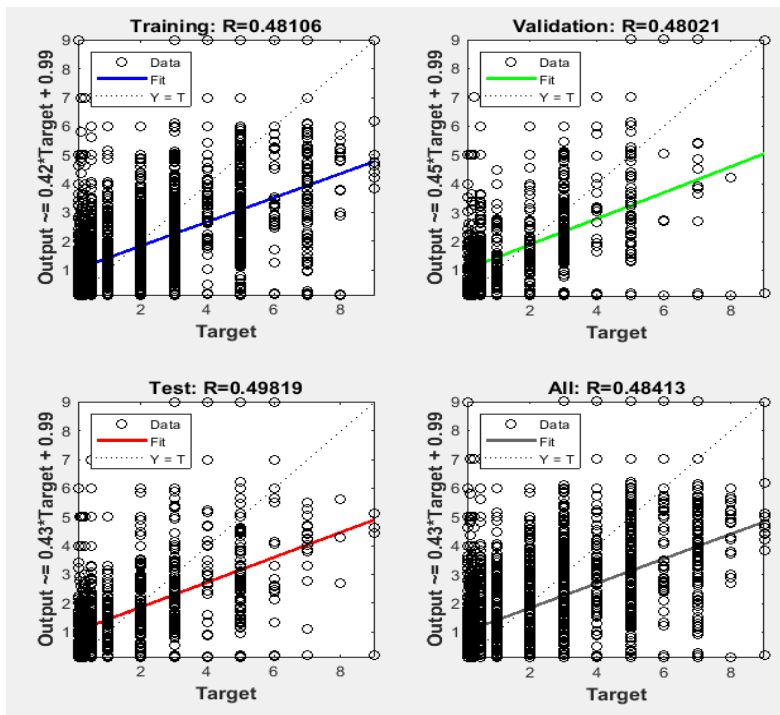 Training: R=0.48106
Output ~= 0.42*Target + 0.99
9
8
7
6
5
4
3
2
1
Data
Fit
Y = T
2 4 6 8
Target
Validation: R=0.48021
Output ~= 0.45*Target + 0.99
9
8
7
6
5
4
3
2
1
Data
Fit
Y = T
2 4 6 8
Target
Test: R=0.49819
Output ~= 0.43*Target + 0.99
9
8
7
6
5
4
3
2
1
Data
Fit
Y = T
2 4 6 8
Target
All: R=0.48413
Output ~= 0.43*Target + 0.99
9
8
7
6
5
4
3
2
1
Data
Fit
Y = T
2 4 6 8
Target